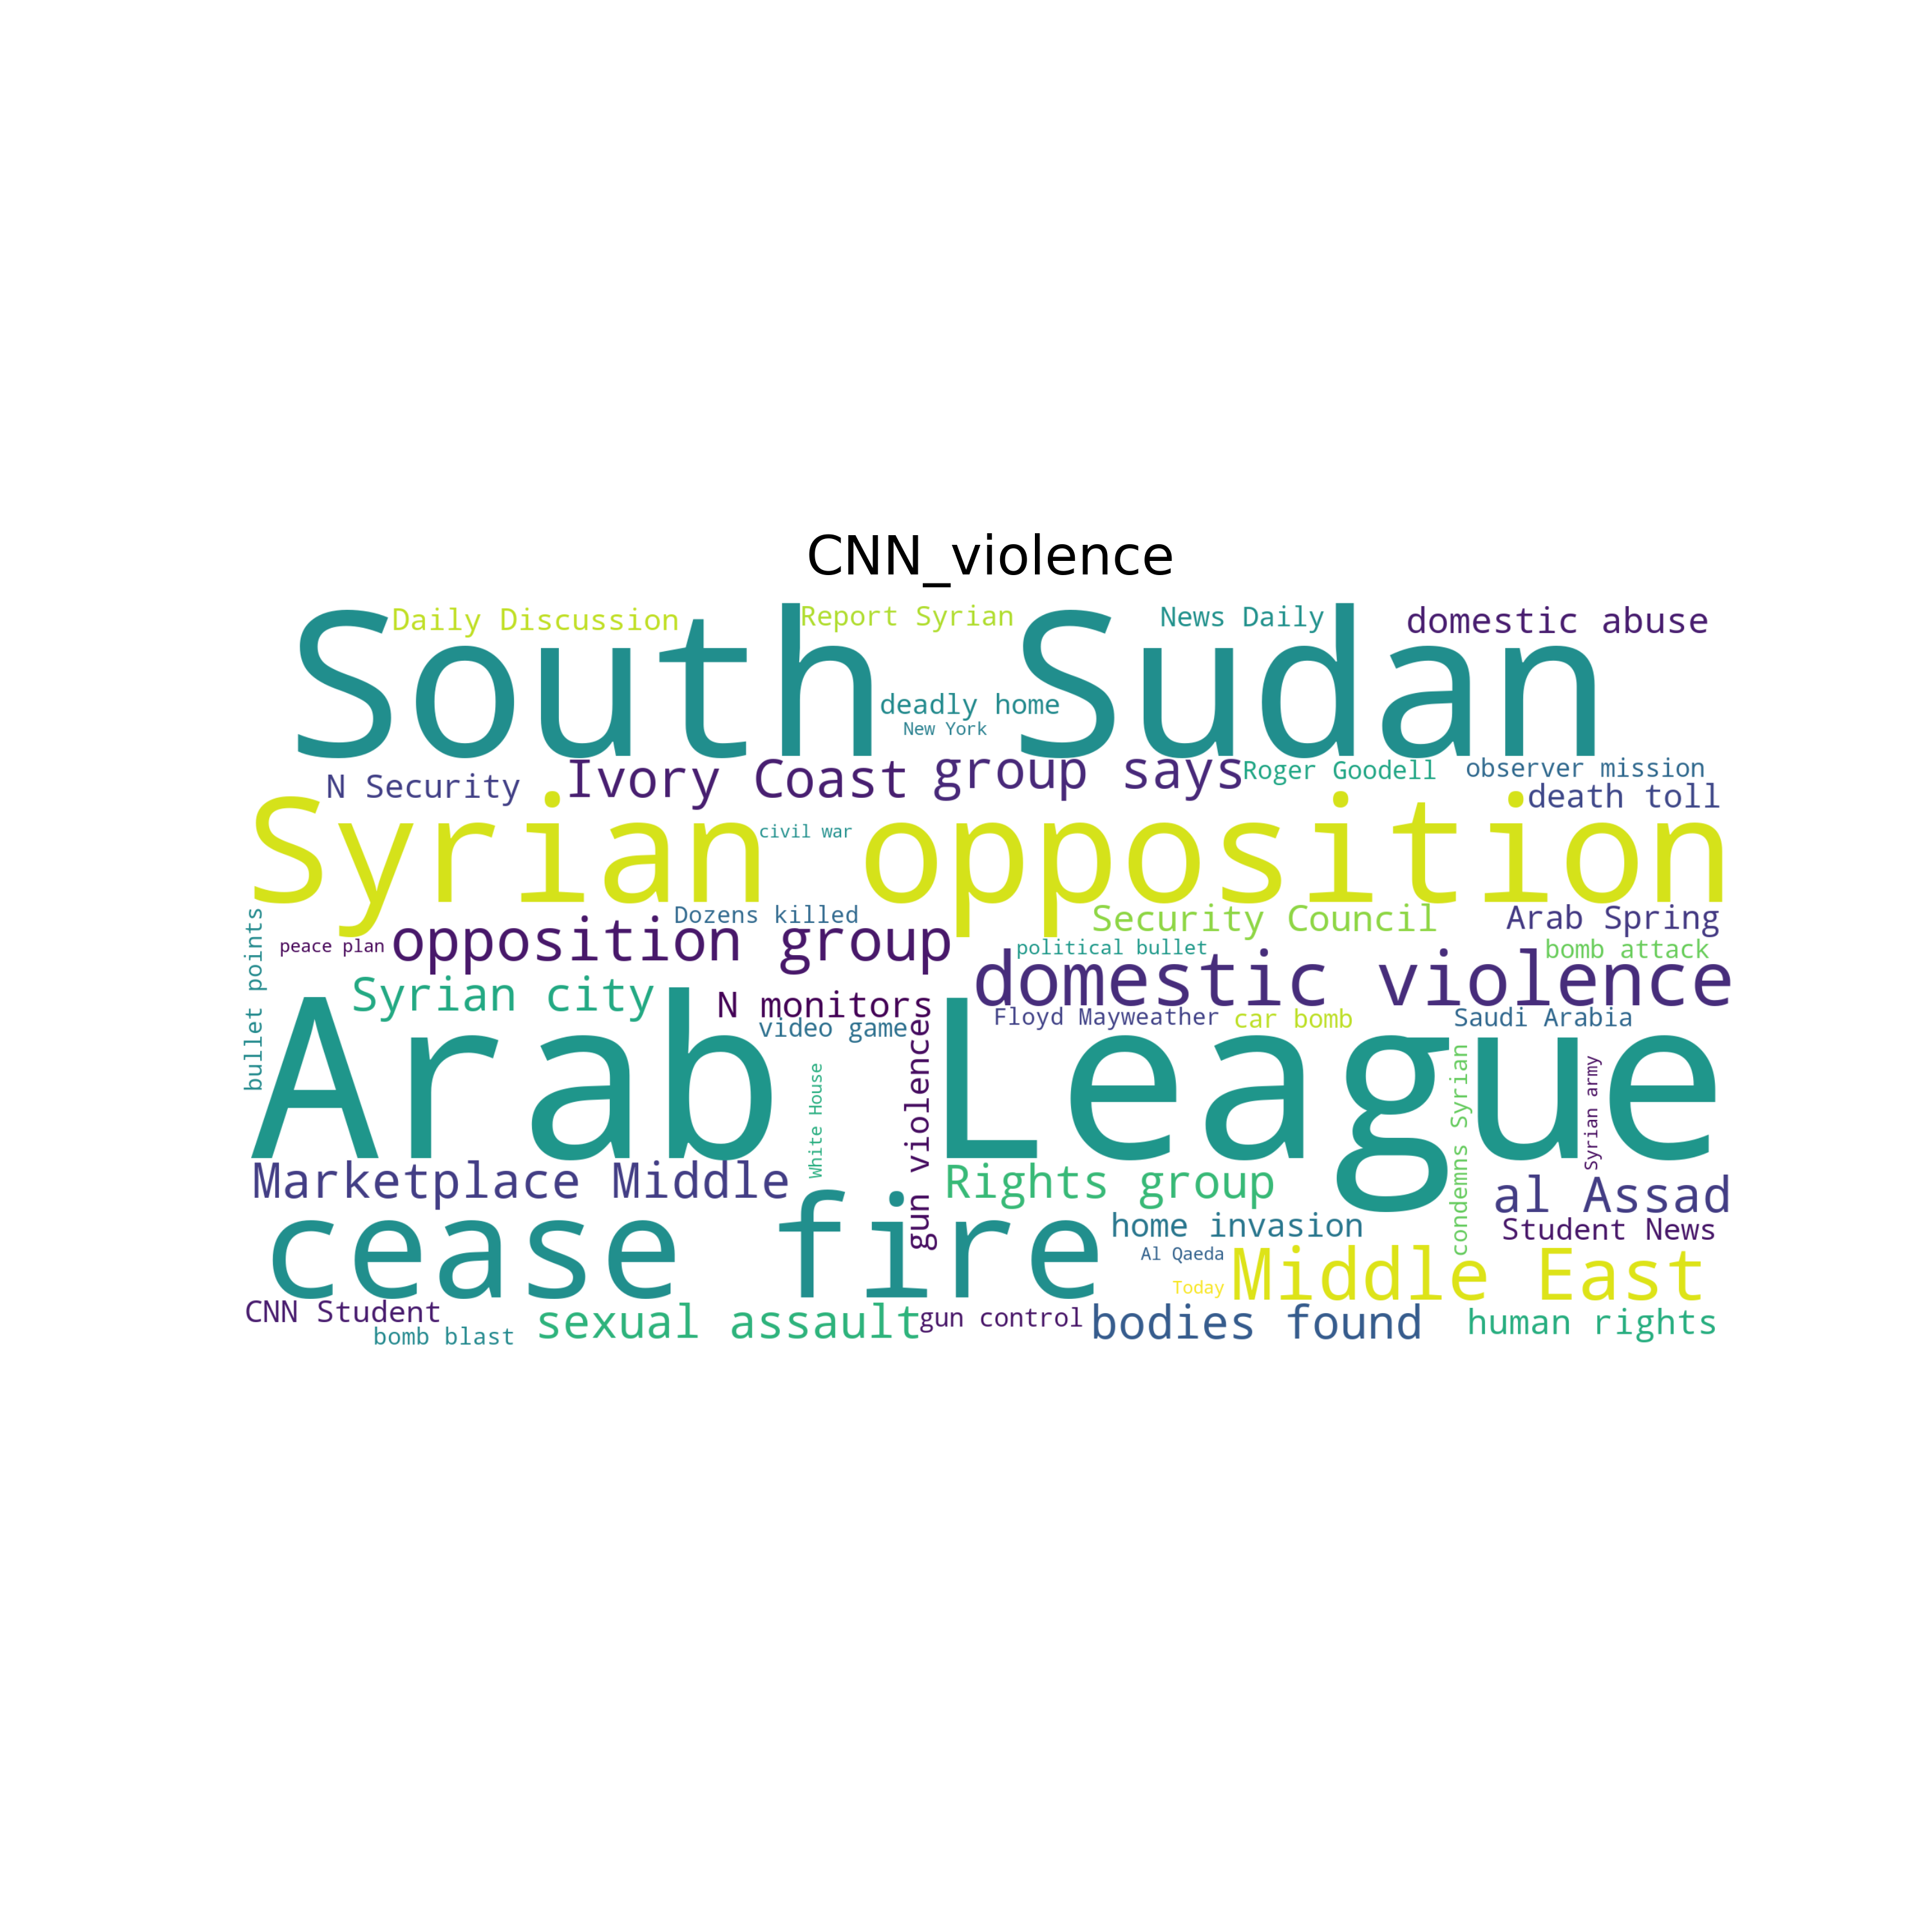 CNN_violence
Daily Discussion
Report Syrian
News Daily
domestic abuse
South Sudan
deadly home
New York
N Security
Ivory Coast
group says
Roger Goodell
observer mission
death toll
Syrian opposition
civil war
bullet points
Dozens killed
Security Council
Arab Spring
peace plan
opposition group
political bullet
bomb attack
domestic violence
Syrian city
N monitors
video game
Floyd Mayweather
car bomb
Saudi Arabia
Arab League
White House
gun violence
condemns Syrian
Syrian army
Marketplace Middle
Rights group
al Assad
cease fire
home invasion
Student News
Al Qaeda
Middle East
Today
CNN Student
bomb blast
sexual assault
gun control
bodies found
human rights